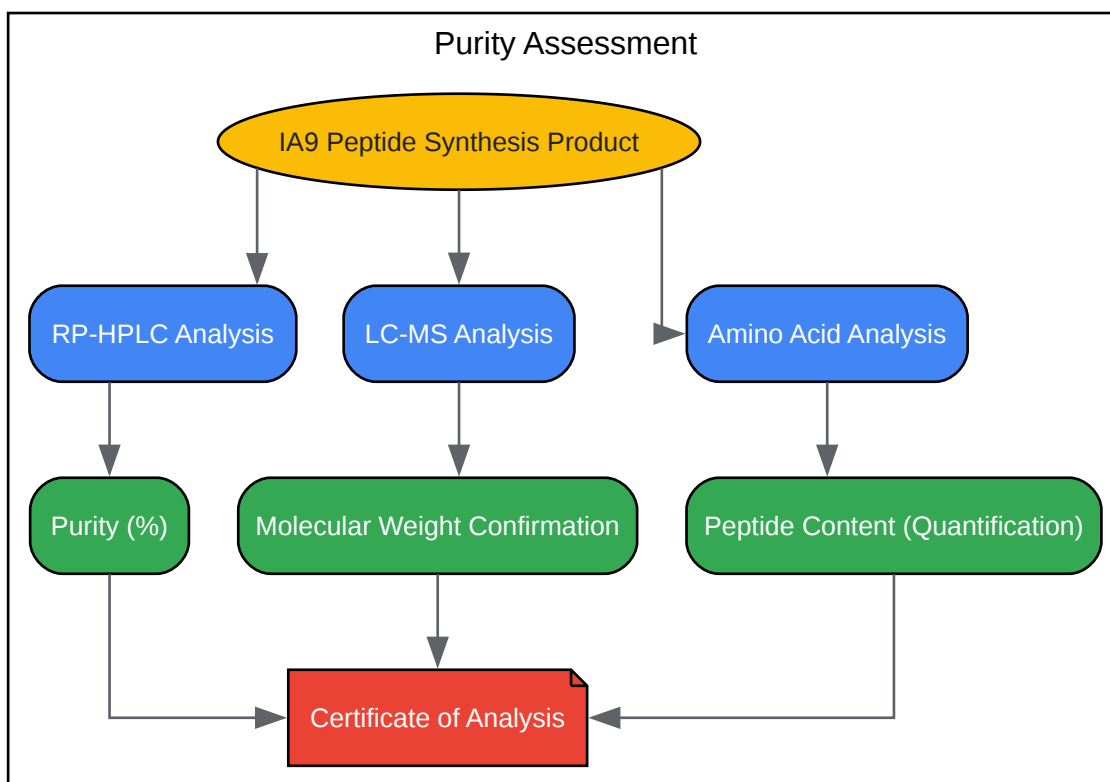 Purity Assessment
IA9 Peptide Synthesis Product
RP-HPLC Analysis
LC-MS Analysis
Amino Acid Analysis
Purity (%)
Molecular Weight Confirmation
Peptide Content (Quantification)
Certificate of Analysis